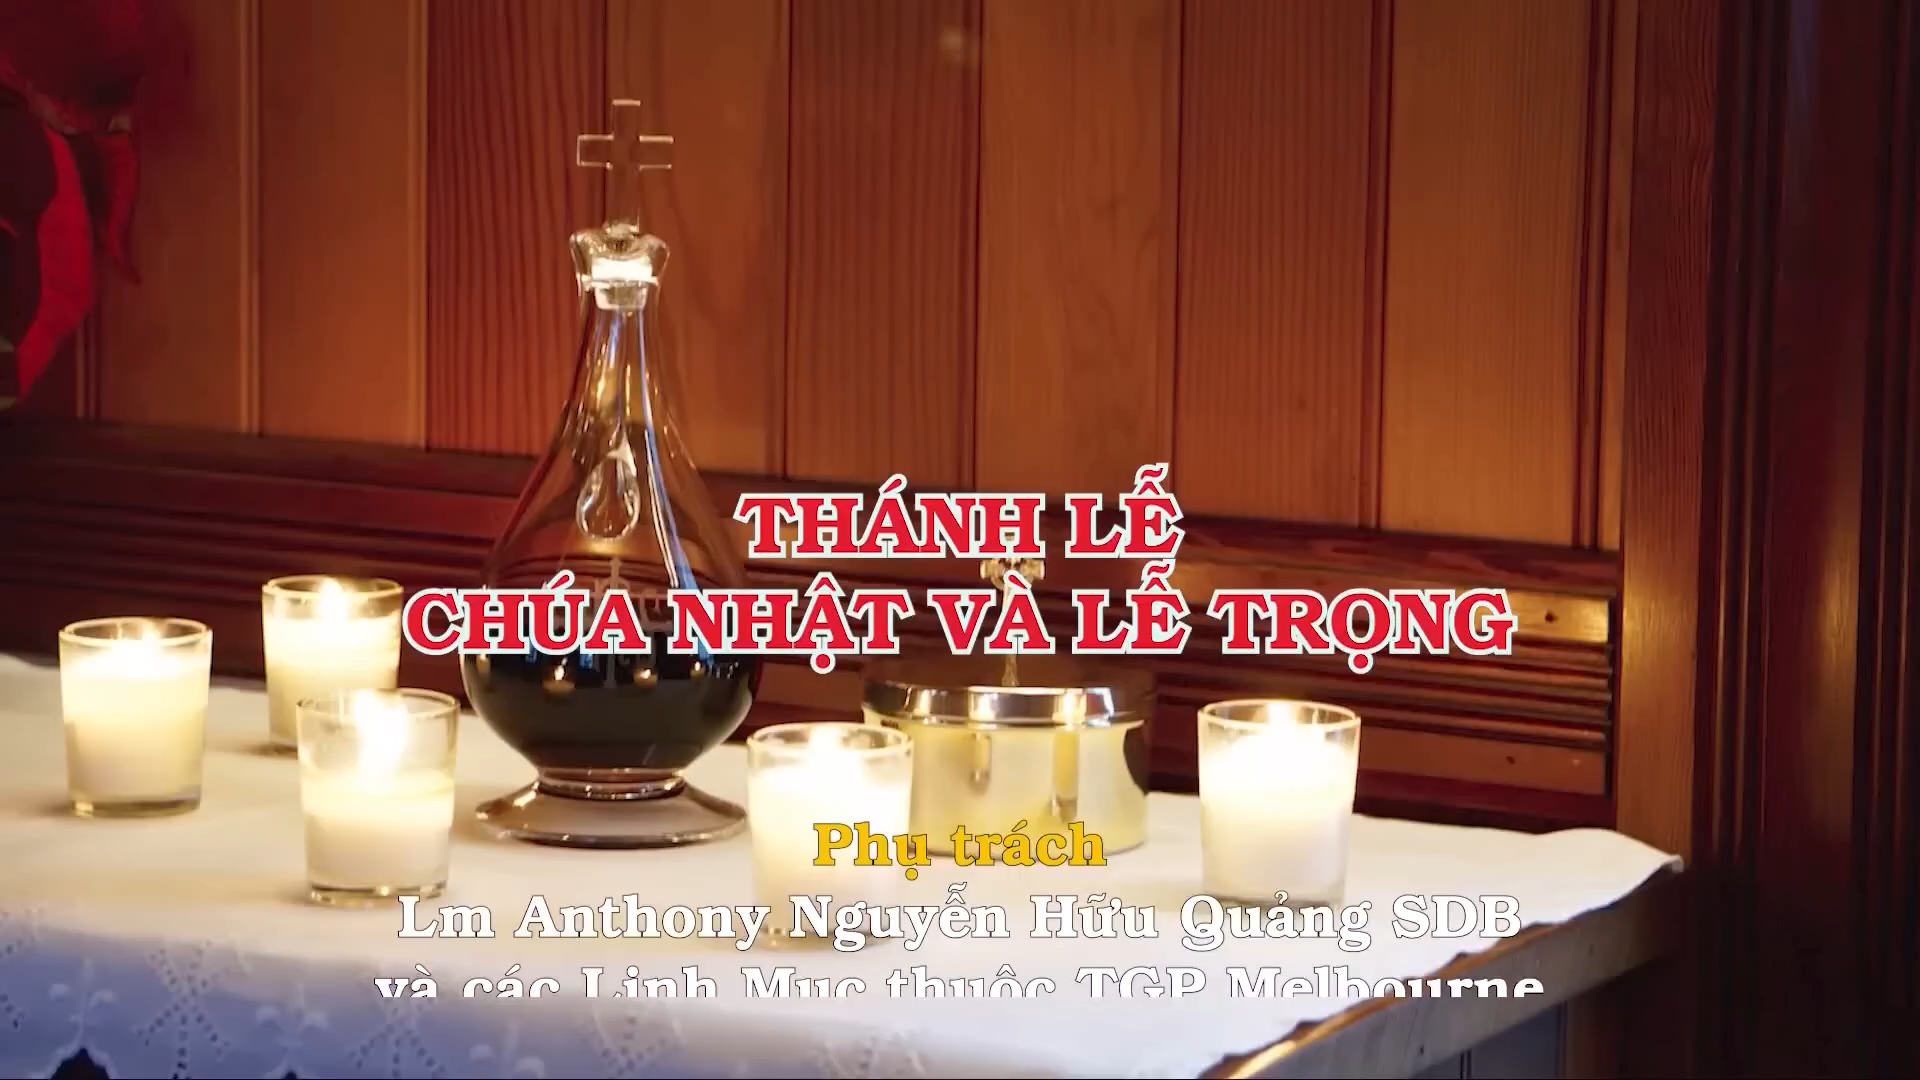 THÁNH LỄ
CHÚA NHẬT VÀ LỄ TRỌNG
Phụ trách
Lm Anthony Nguyễn Hữu Quảng SDB
và các Linh Mục thuộc TGP Melbourne